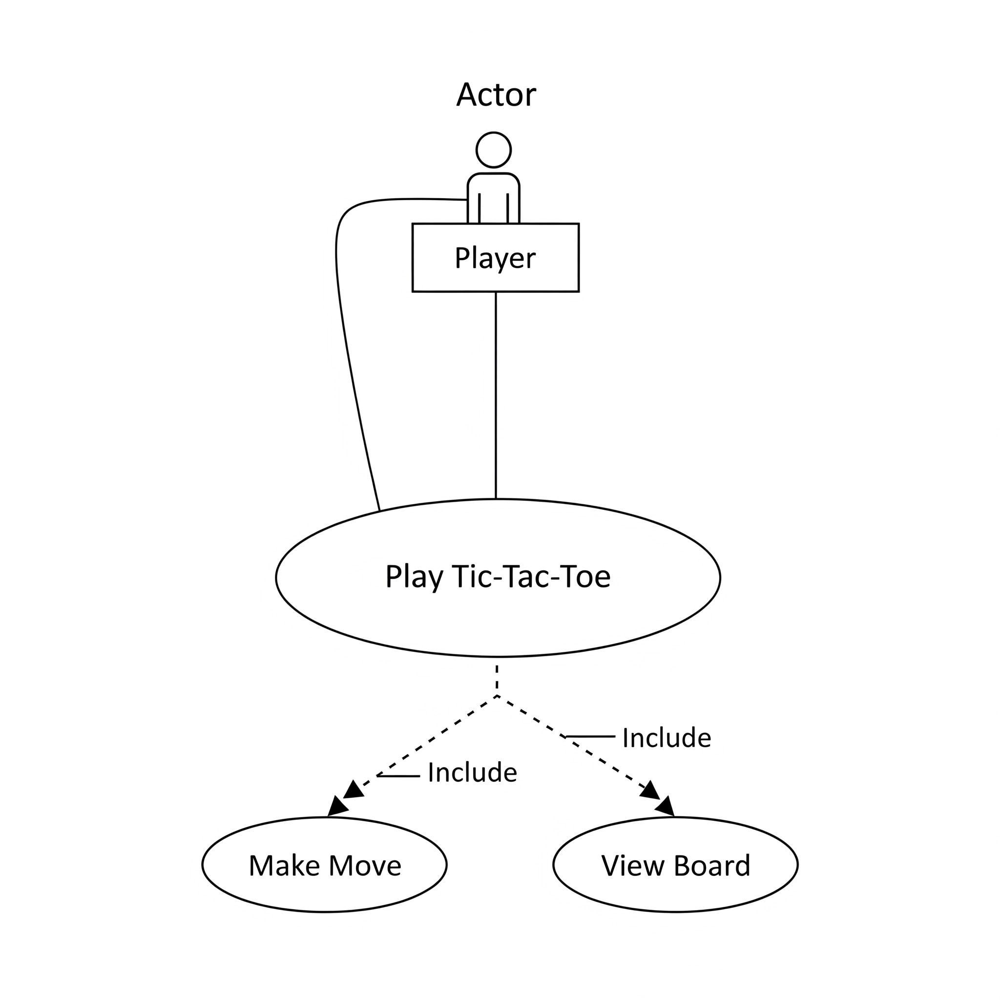 Actor
Player
Play Tic-Tac-Toe
Include
Include
Make Move
View Board